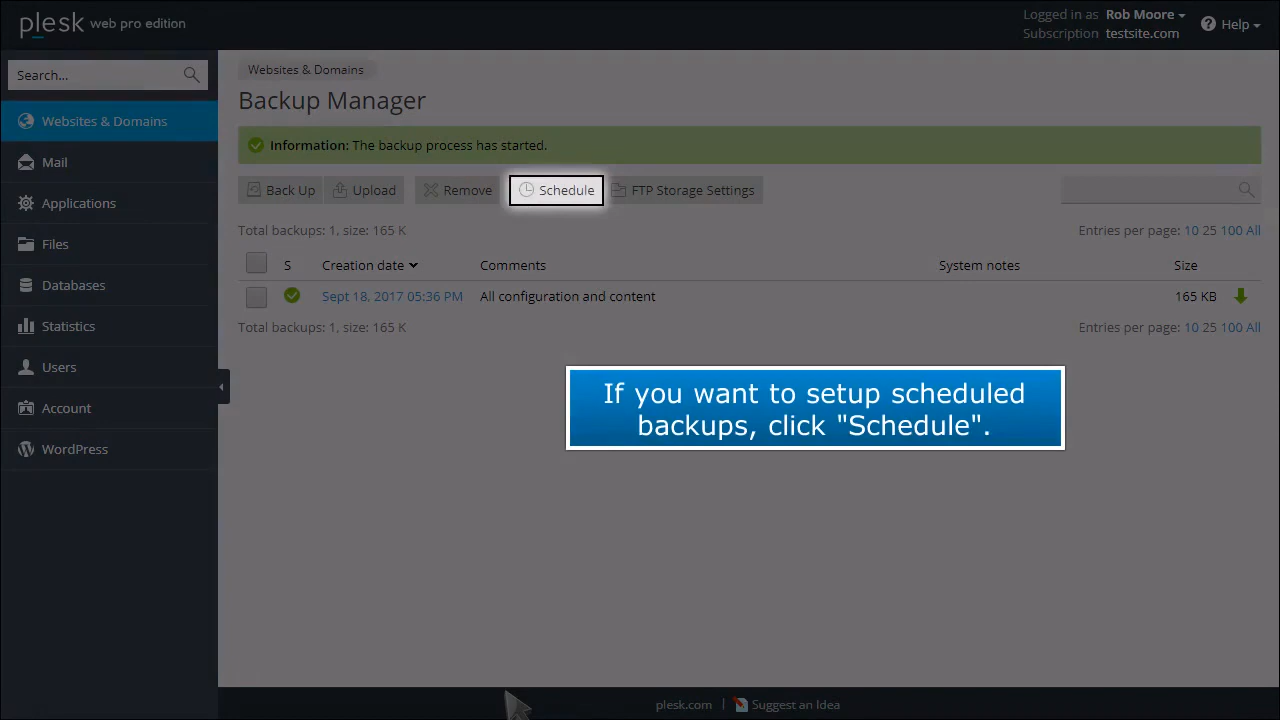 plesk web pro edition
Logged in as Rob Moore
Subscription testsite.com
Help
Search...
Websites & Domains
Mail
Applications
Files
Databases
Statistics
Users
Account
WordPress
Websites & Domains
Backup Manager
Information: The backup process has started.
Back Up Upload Remove Schedule FTP Storage Settings
Total backups: 1, size: 165 K Entries per page: 10 25 100 All
S Creation date Comments System notes Size
Sept 18, 2017 05:36 PM All configuration and content 165 KB
Total backups: 1, size: 165 K Entries per page: 10 25 100 All
If you want to setup scheduled
backups, click "Schedule".
plesk.com | Suggest an Idea